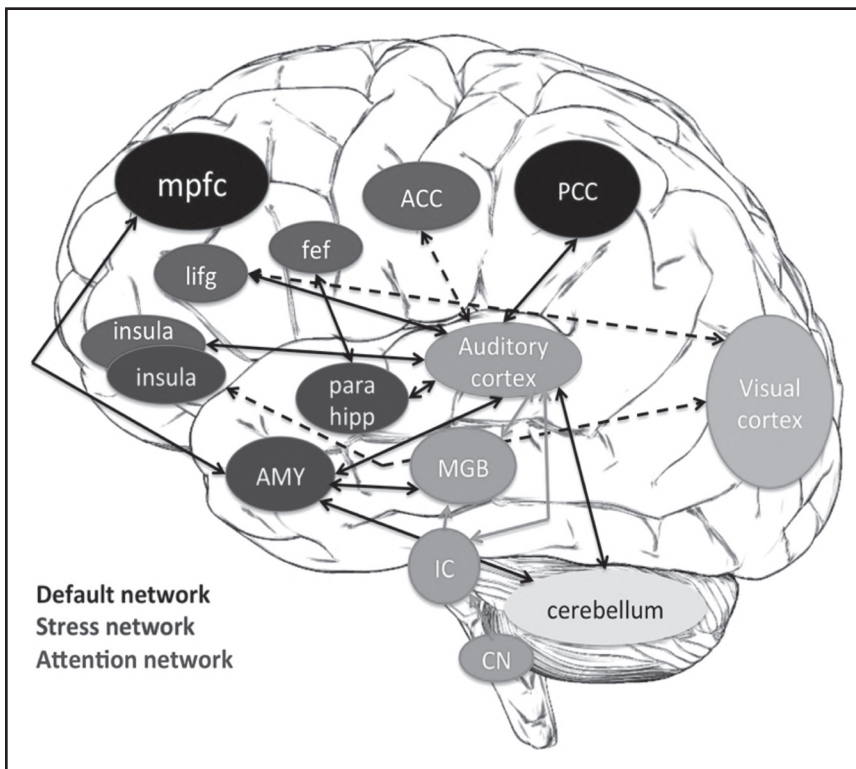 mpfc
ACC
PCC
fef
lifg
insula
insula
Auditory
cortex
para
hipp
Visual
cortex
AMY
MGB
IC
cerebellum
CN
Default network
Stress network
Attention network